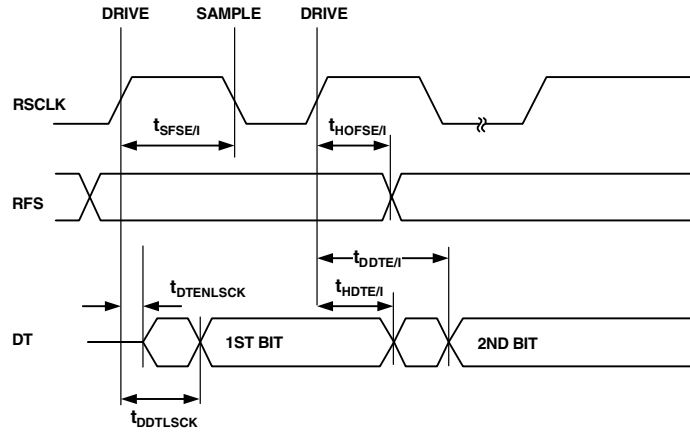 DRIVE SAMPLE DRIVE
RSCLK
tSFSE/I tHOFSE/I
RFS
tDDTE/I
tDTENLSCK tHDTE/I
DT 1ST BIT 2ND BIT
tDDTLSCK